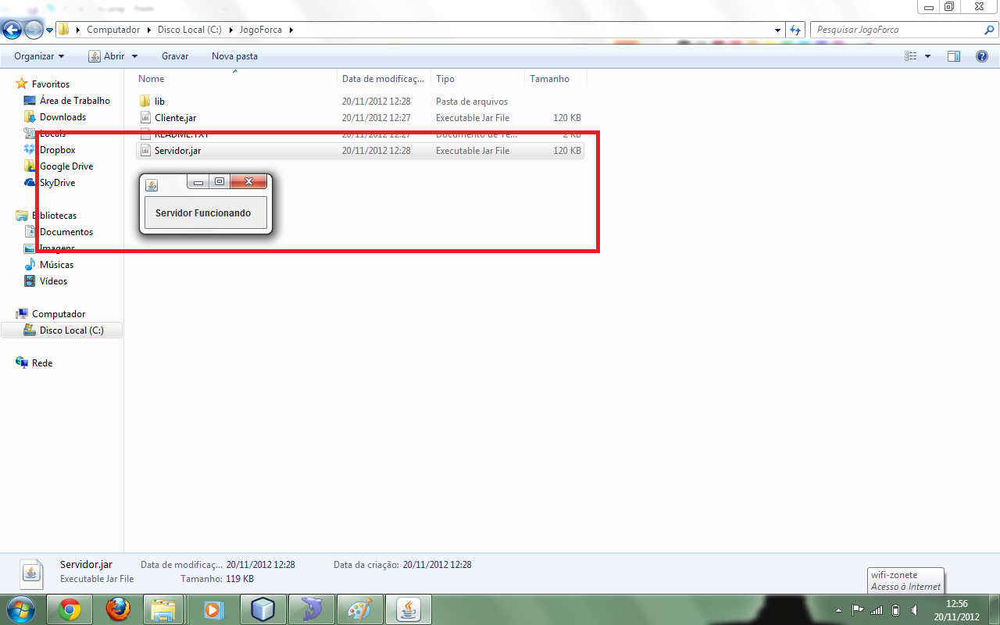 Computador Disco Local (C:) JogoForca
Pesquisar JogoForca
Organizar Abrir Gravar Nova pasta
Nome Data de modificaç... Tipo Tamanho
Favoritos
Área de Trabalho
Downloads
Locais
Dropbox
Google Drive
SkyDrive
Bibliotecas
Documentos
Imagens
Músicas
Vídeos
Computador
Disco Local (C:)
Rede
lib 20/11/2012 12:28 Pasta de arquivos
Cliente.jar 20/11/2012 12:27 Executable Jar File 120 KB
README.TXT 20/11/2012 12:27 Documento de Te... 2 KB
Servidor.jar 20/11/2012 12:28 Executable Jar File 120 KB
Servidor Funcionando
Servidor.jar Data de modificaç... 20/11/2012 12:28 Data da criação: 20/11/2012 12:28
Executable Jar File Tamanho: 119 KB
wifi-zonete
Acesso à Internet
12:56
20/11/2012